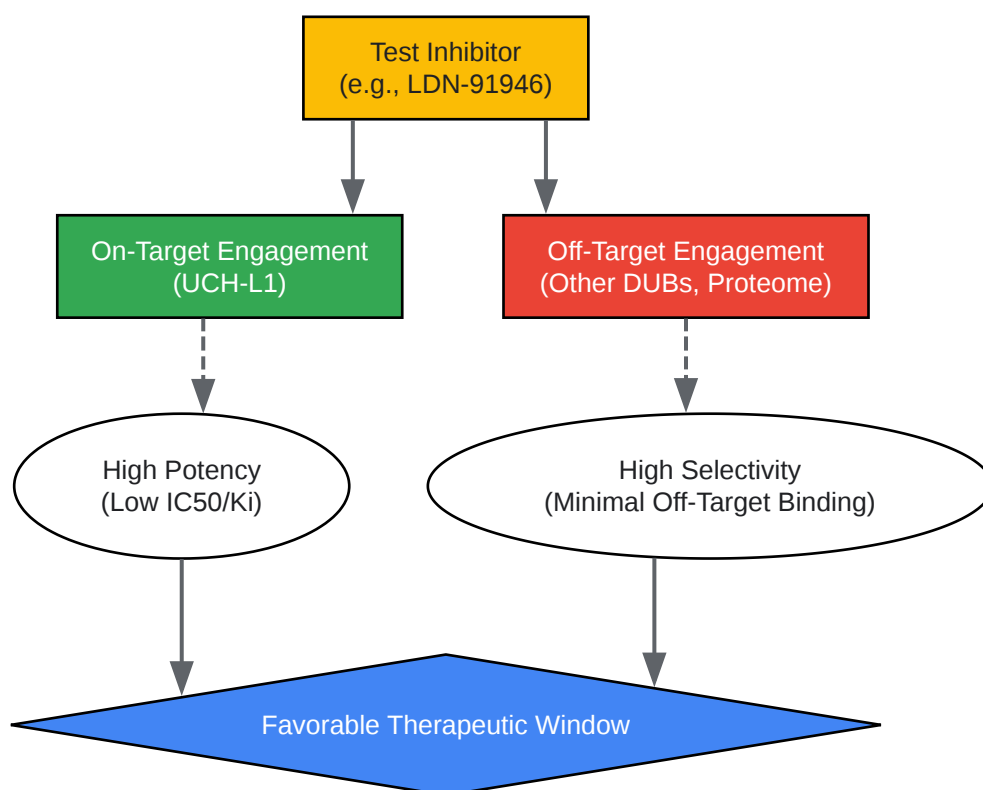 Test Inhibitor
(e.g., LDN-91946)
On-Target Engagement
(UCH-L1)
Off-Target Engagement
(Other DUBs, Proteome)
High Potency
(Low IC50/Ki)
High Selectivity
(Minimal Off-Target Binding)
Favorable Therapeutic Window